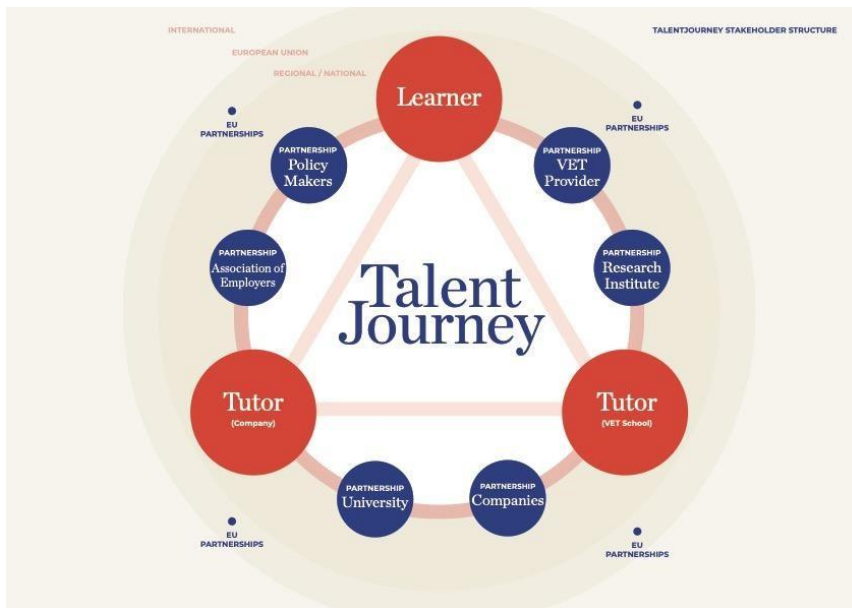 INTERNATIONAL
TALENTJOURNEY STAKEHOLDER STRUCTURE
EUROPEAN UNION
REGIONAL / NATIONAL
Learner
EU
PARTNERSHIPS
EU
PARTNERSHIPS
PARTNERSHIP
Policy
Makers
PARTNERSHIP
VET
Provider
PARTNERSHIP
Association of
Employers
PARTNERSHIP
Research
Institute
Talent
Journey
Tutor
(Company)
Tutor
(VET School)
PARTNERSHIP
University
PARTNERSHIP
Companies
EU
PARTNERSHIPS
EU
PARTNERSHIPS